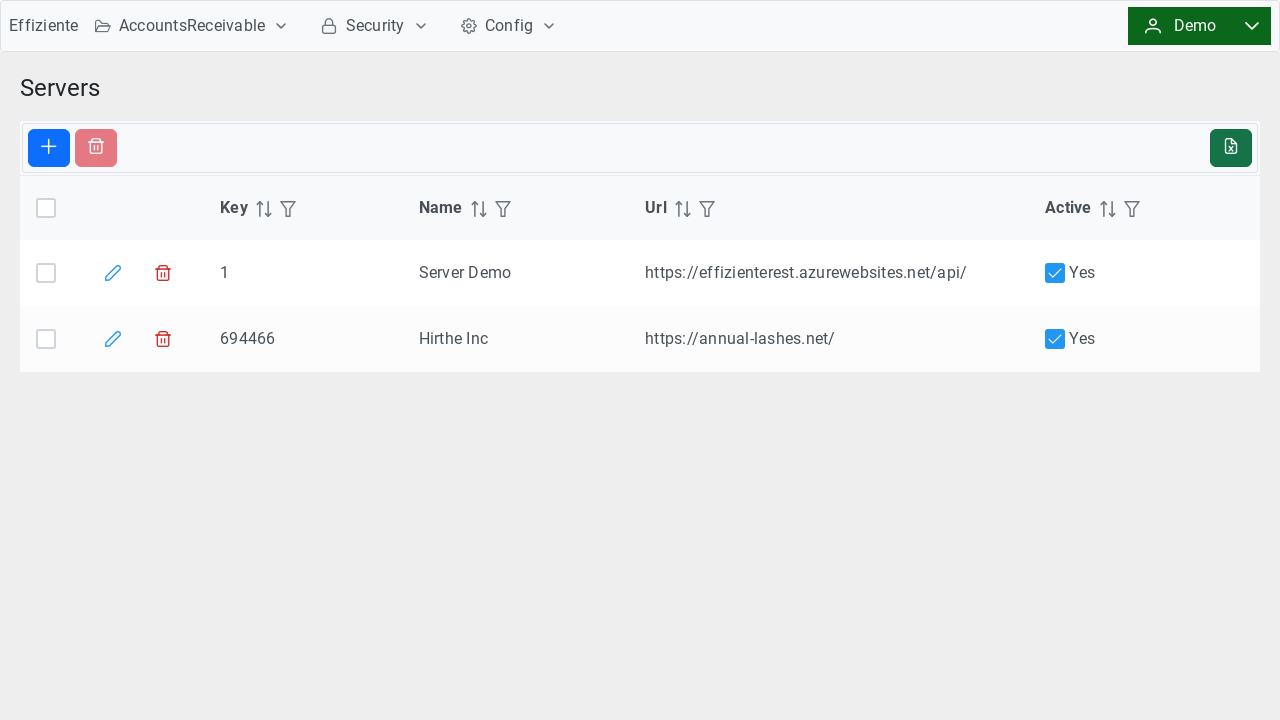 Effiziente AccountsReceivable Security Config Demo
Servers
Key Name Url Active
1 Server Demo https://effizienterest.azurewebsites.net/api/ Yes
694466 Hirthe Inc https://annual-lashes.net/ Yes